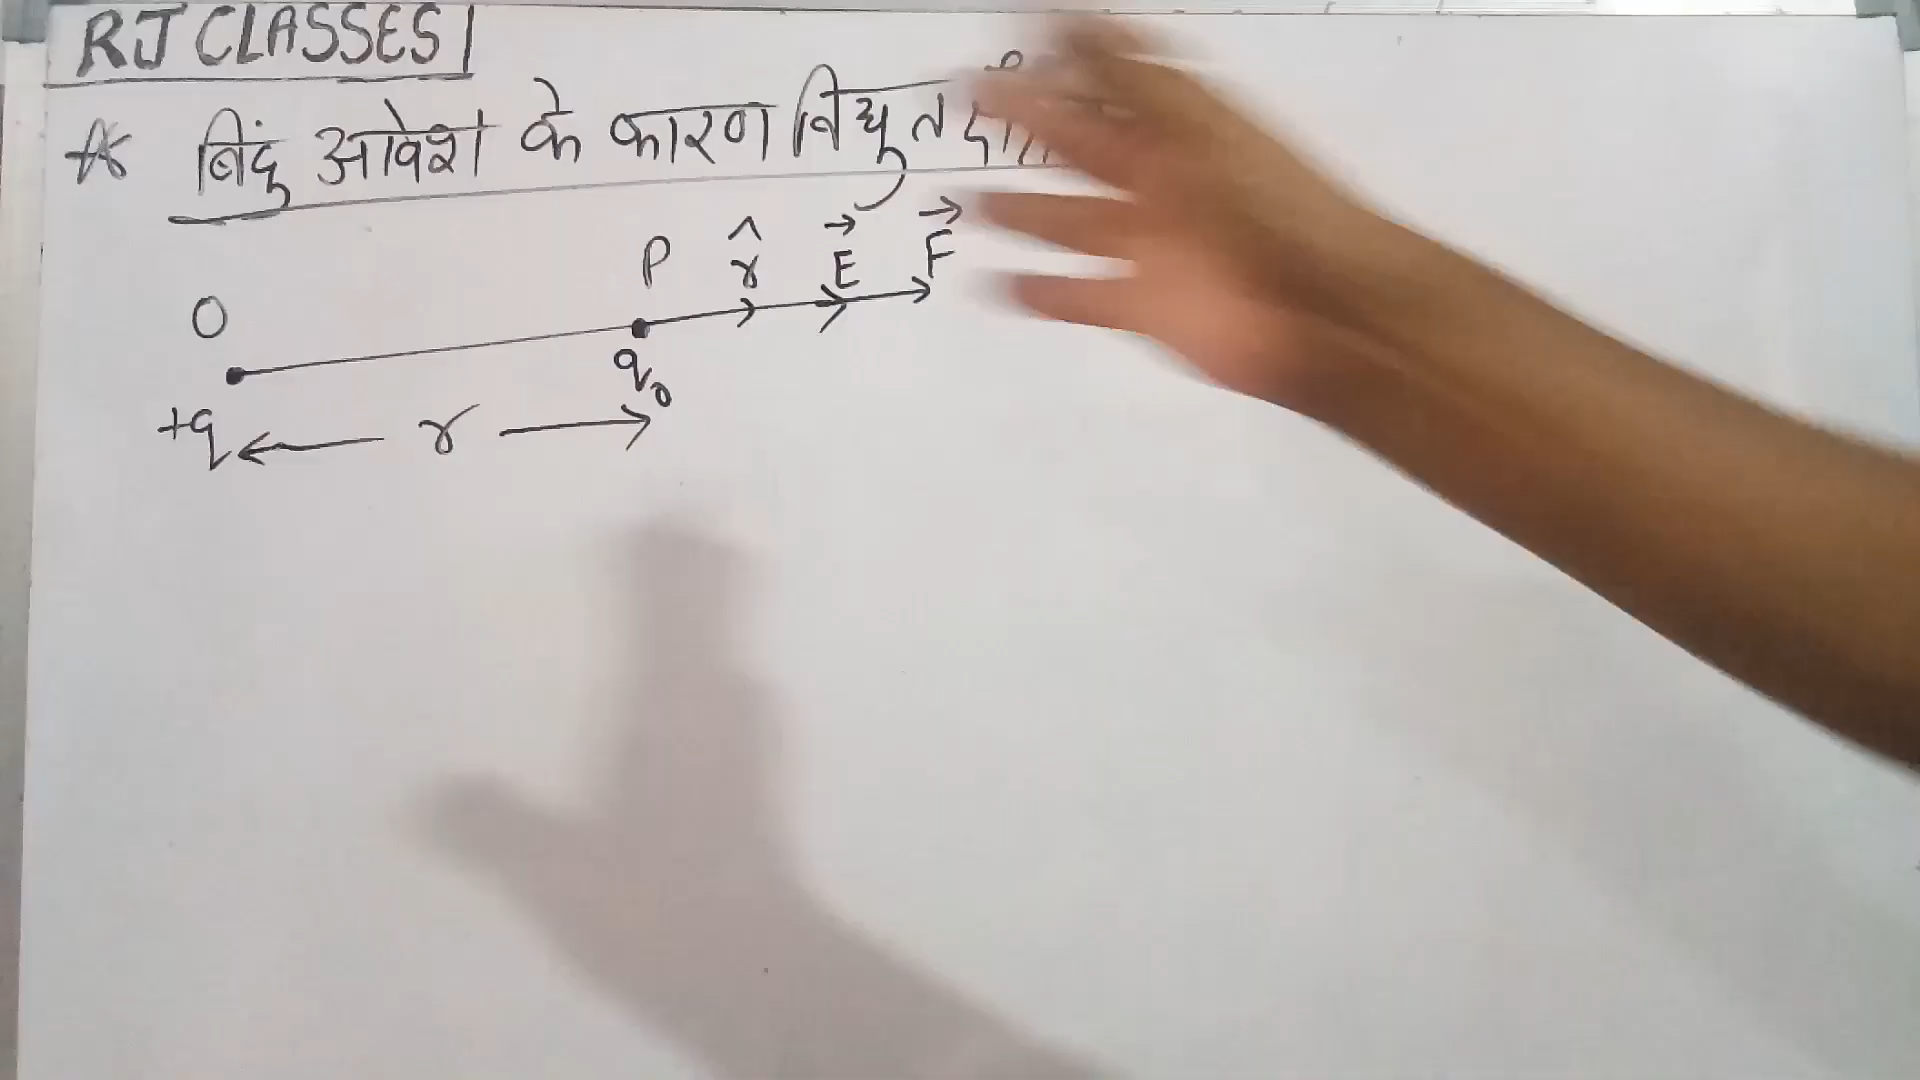 RJ CLASSES
बिंदु आवेश के कारण विद्युत
P r̂ E⃗ F⃗
O
q₀
+q r